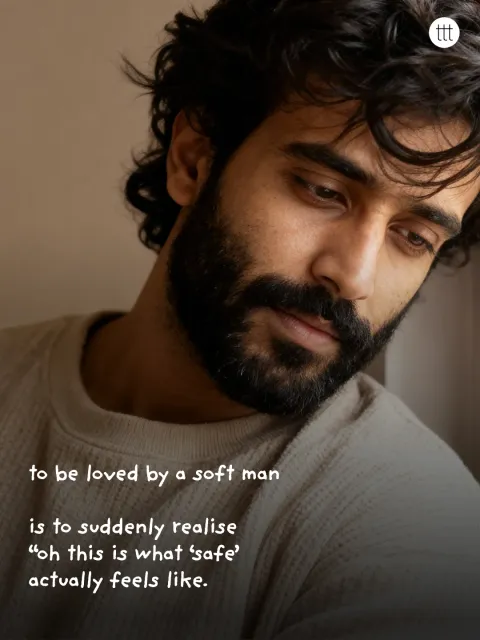 ttt
to be loved by a soft man
is to suddenly realise
“oh this is what ‘safe’
actually feels like.